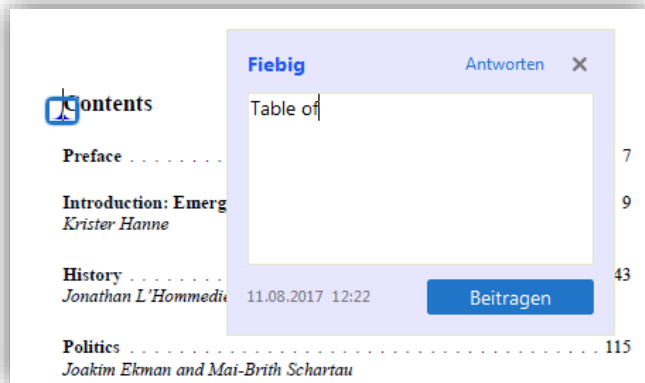 Contents
Preface . . . . . . . . 7
Introduction: Emerg 9
Krister Hanne
History . . . . . . . . 43
Jonathan L'Hommedi
Politics . . . . . . . . . . . . . . . . . . . . . . . . . . . . . . . . . . . . . . . . 115
Joakim Ekman and Mai-Brith Schartau
Fiebig
Antworten
Table of
11.08.2017 12:22
Beitragen